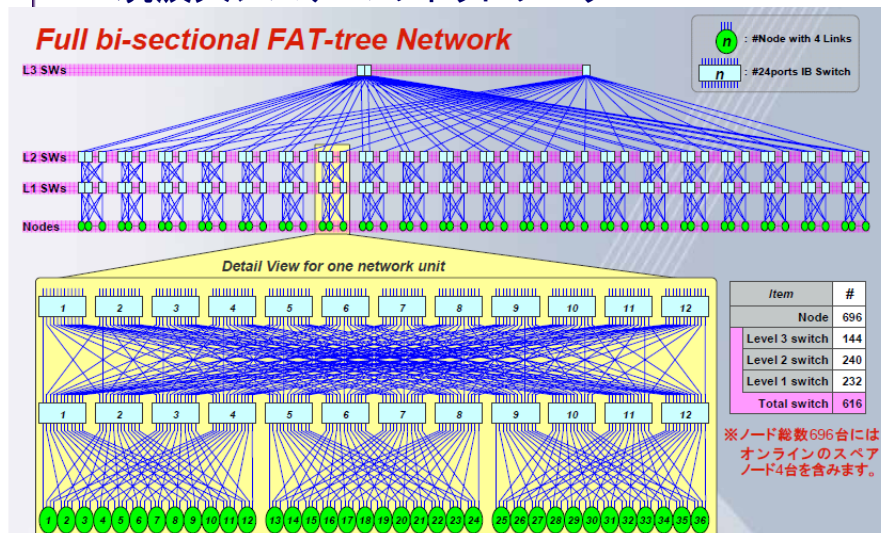 Full bi-sectional FAT-tree Network
n : #Node with 4 Links
n : #24ports IB Switch
L3 SWs
L2 SWs
L1 SWs
Nodes
Detail View for one network unit
1 2 3 4 5 6 7 8 9 10 11 12
1 2 3 4 5 6 7 8 9 10 11 12
1 2 3 4 5 6 7 8 9 10 11 12 13 14 15 16 17 18 19 20 21 22 23 24 25 26 27 28 29 30 31 32 33 34 35 36
Item #
Node 696
Level 3 switch 144
Level 2 switch 240
Level 1 switch 232
Total switch 616
※ノード総数696台には
オンラインのスペア
ノード4台を含みます。